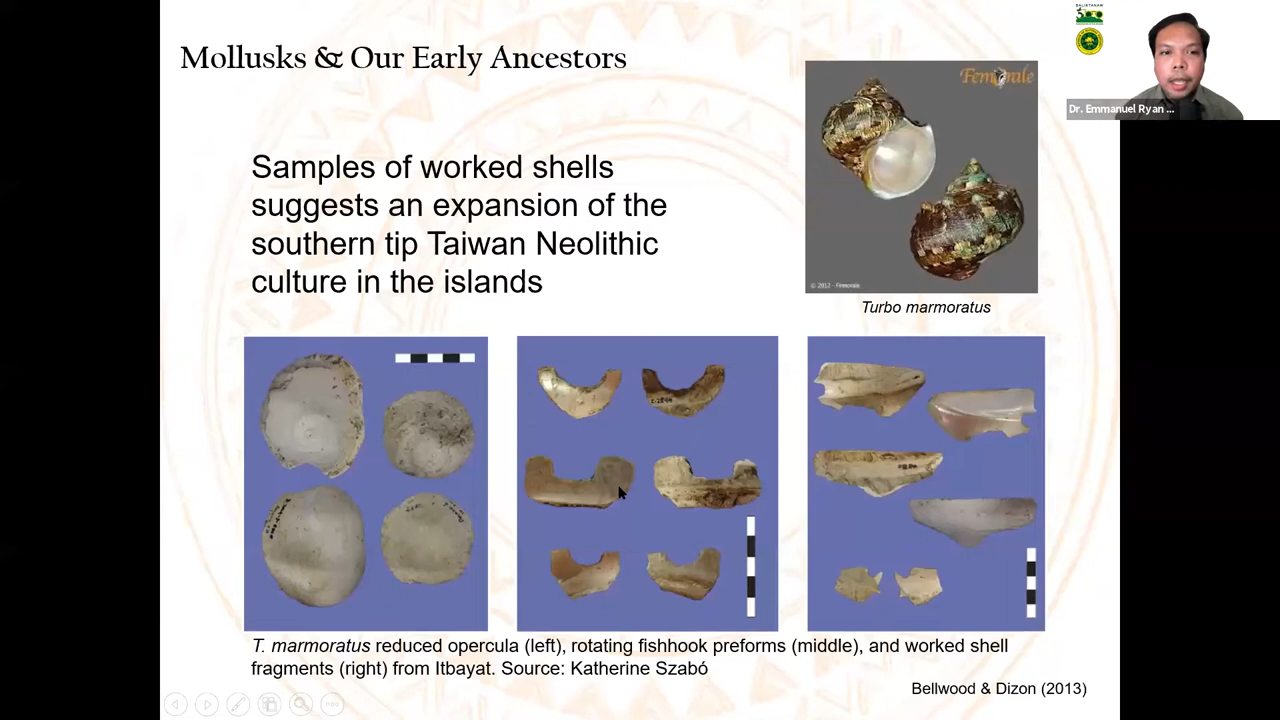 Mollusks & Our Early Ancestors
Samples of worked shells
suggests an expansion of the
southern tip Taiwan Neolithic
culture in the islands
Femorale
© 2012 - Femorale
Turbo marmoratus
Dr. Emmanuel Ryan ...
T. marmoratus reduced opercula (left), rotating fishhook preforms (middle), and worked shell
fragments (right) from Itbayat. Source: Katherine Szabó
Bellwood & Dizon (2013)